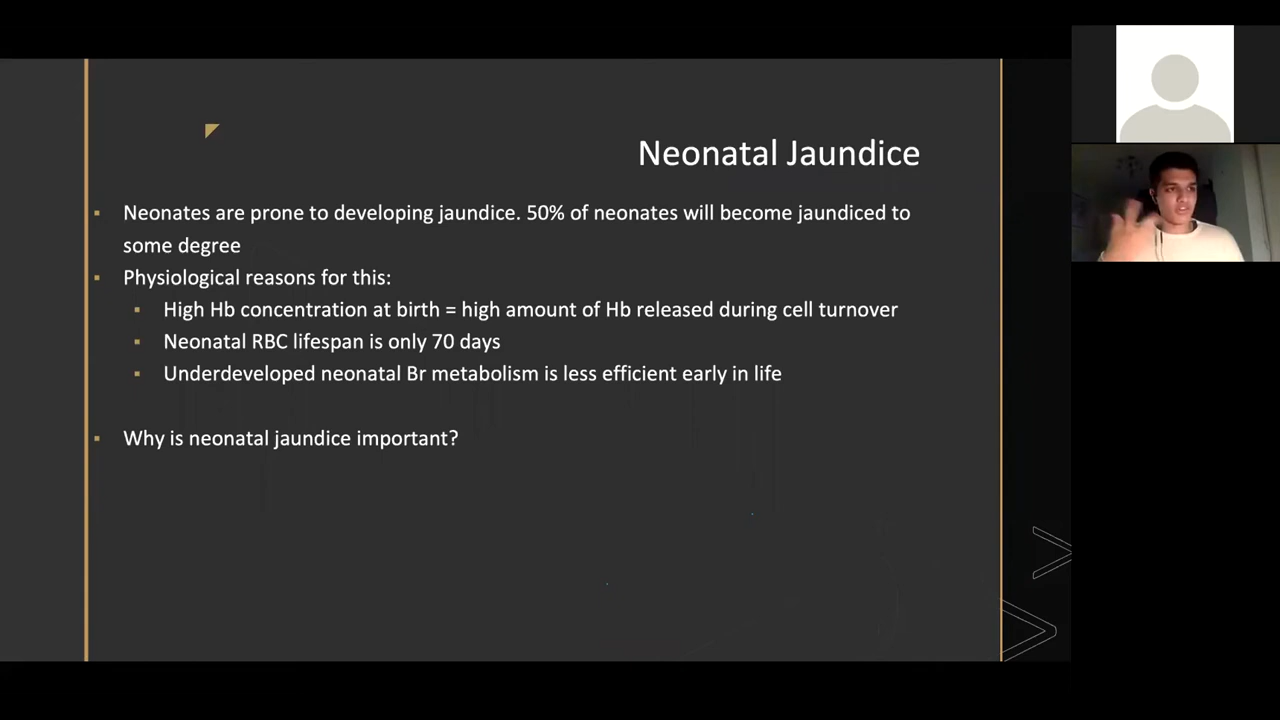 Neonatal Jaundice
Neonates are prone to developing jaundice. 50% of neonates will become jaundiced to
some degree
Physiological reasons for this:
High Hb concentration at birth = high amount of Hb released during cell turnover
Neonatal RBC lifespan is only 70 days
Underdeveloped neonatal Br metabolism is less efficient early in life
Why is neonatal jaundice important?